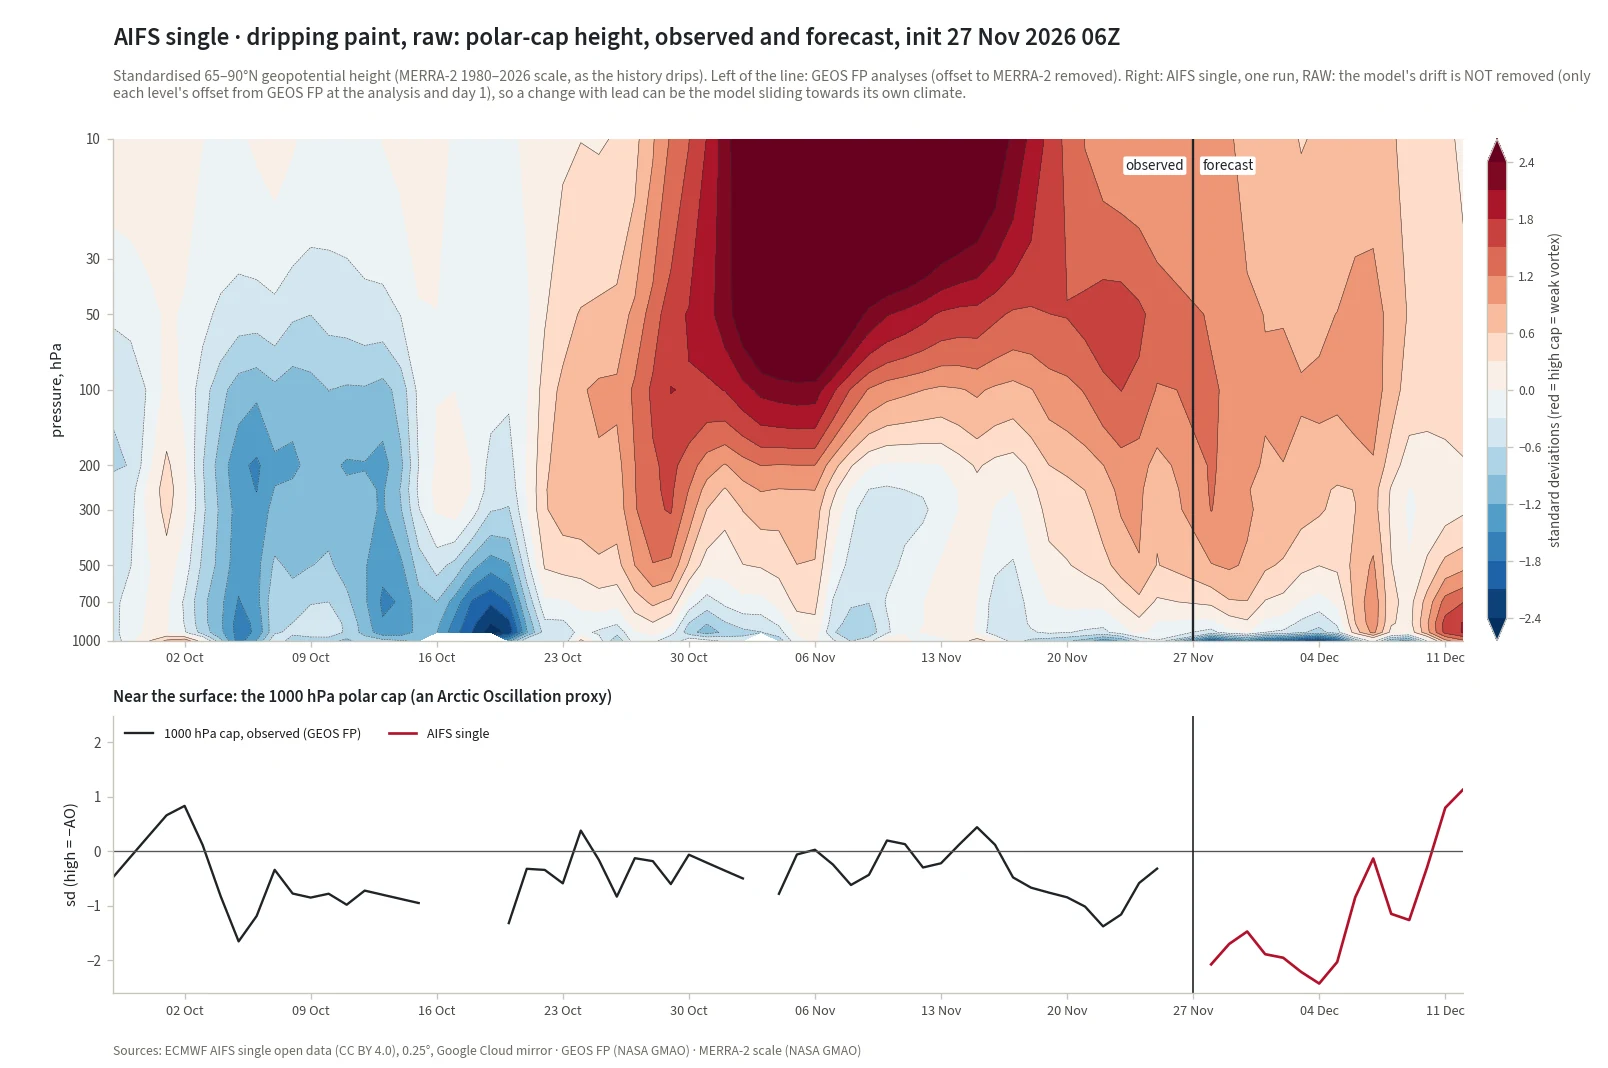 AIFS single · dripping paint, raw: polar-cap height, observed and forecast, init 27 Nov 2026 06Z
Standardised 65–90°N geopotential height (MERRA-2 1980–2026 scale, as the history drips). Left of the line: GEOS FP analyses (offset to MERRA-2 removed). Right: AIFS single, one run, RAW: the model's drift is NOT removed (only
each level's offset from GEOS FP at the analysis and day 1), so a change with lead can be the model sliding towards its own climate.
pressure, hPa
10
30
50
100
200
300
500
700
1000
observed
forecast
02 Oct
09 Oct
16 Oct
23 Oct
30 Oct
06 Nov
13 Nov
20 Nov
27 Nov
04 Dec
11 Dec
2.4
1.8
1.2
0.6
0.0
−0.6
−1.2
−1.8
−2.4
standard deviations (red = high cap = weak vortex)
Near the surface: the 1000 hPa polar cap (an Arctic Oscillation proxy)
1000 hPa cap, observed (GEOS FP)
AIFS single
sd (high = −AO)
2
1
0
−1
−2
02 Oct
09 Oct
16 Oct
23 Oct
30 Oct
06 Nov
13 Nov
20 Nov
27 Nov
04 Dec
11 Dec
Sources: ECMWF AIFS single open data (CC BY 4.0), 0.25°, Google Cloud mirror · GEOS FP (NASA GMAO) · MERRA-2 scale (NASA GMAO)